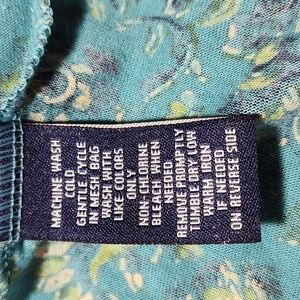 MACHINE WASH
COLD
GENTLE CYCLE
IN MESH BAG
WASH WITH
LIKE COLORS
ONLY
NON-CHLORINE
BLEACH WHEN
NEED
REMOVE PROMPTLY
TUMBLE DRY LOW
WARM IRON
IF NEEDED
ON REVERSE SIDE